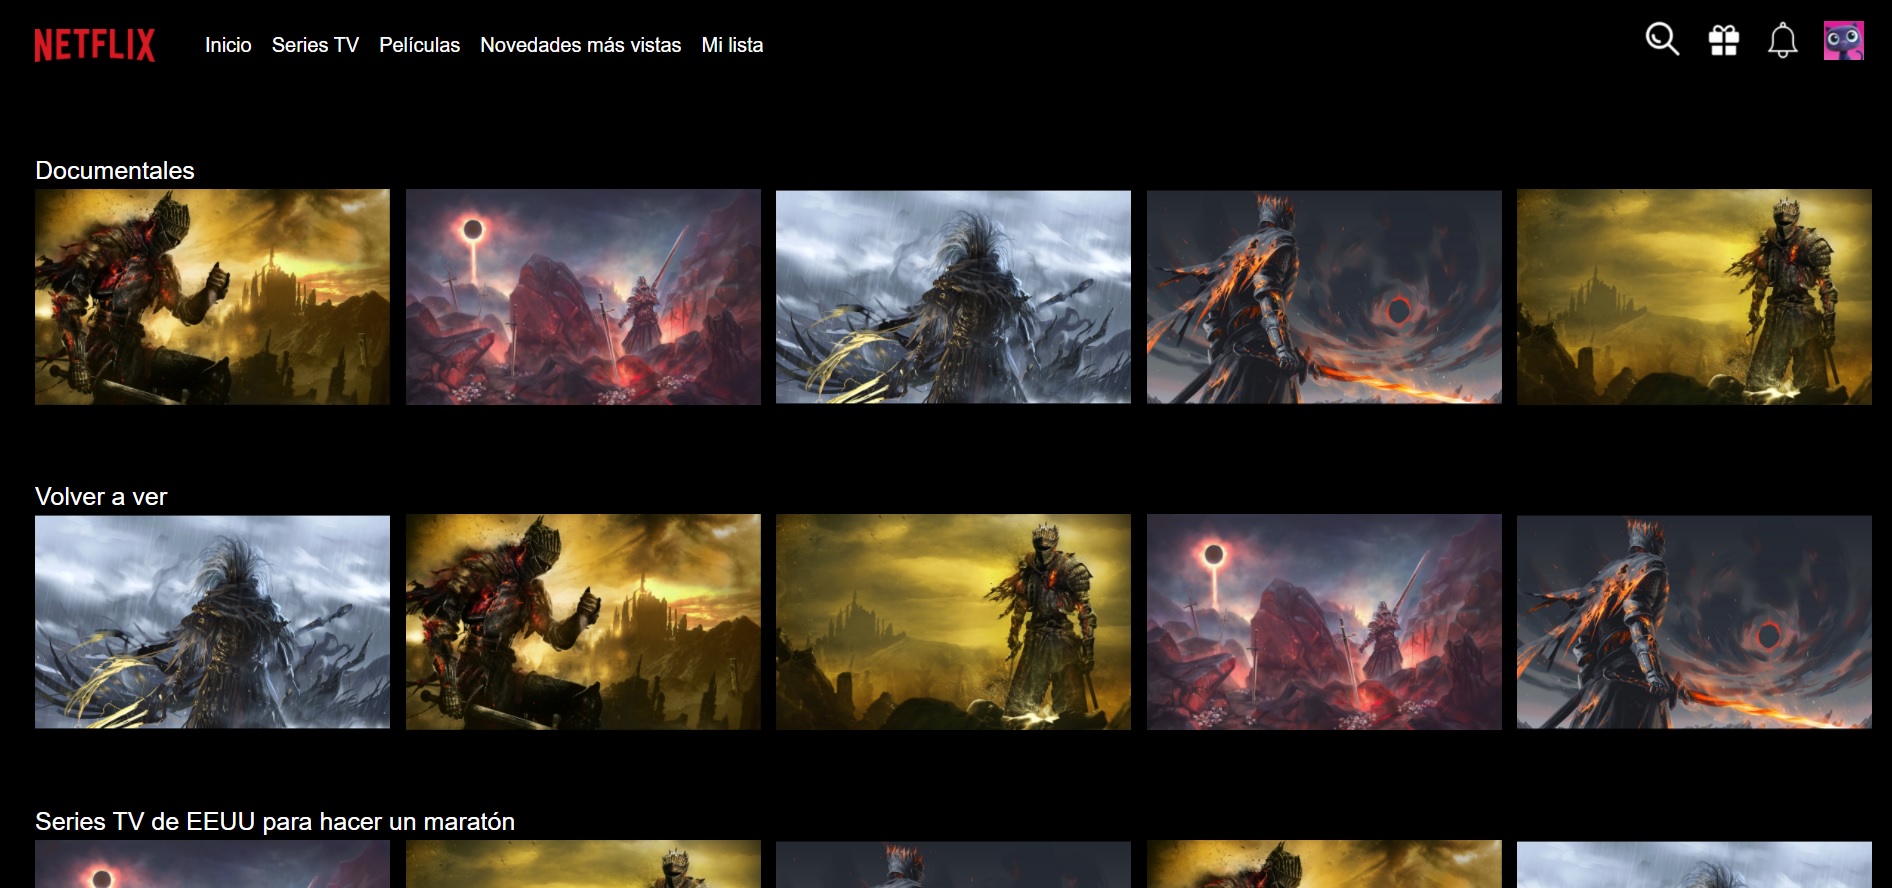 NETFLIX Inicio Series TV Películas Novedades más vistas Mi lista
Documentales
Volver a ver
Series TV de EEUU para hacer un maratón